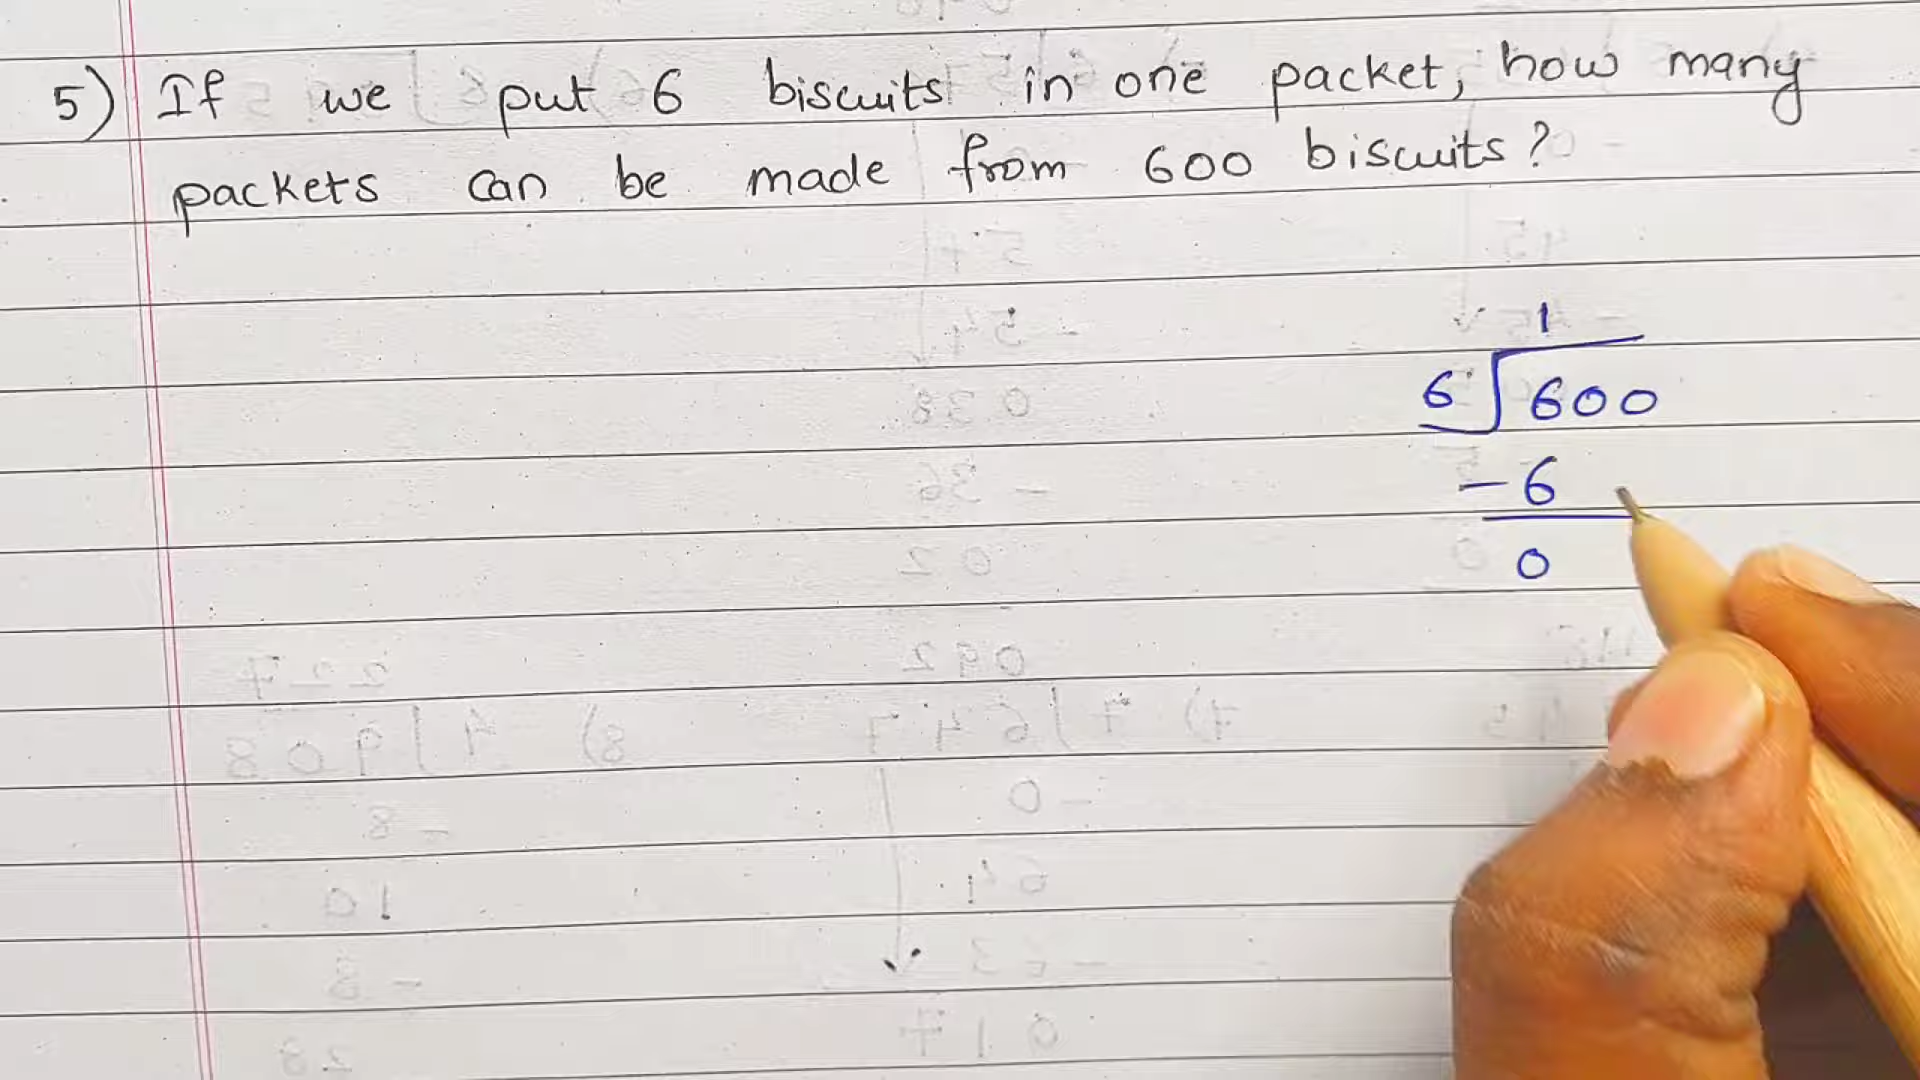 5) If we put 6 biscuits in one packet, how many
packets can be made from 600 biscuits?
1
6 600
- 6
0